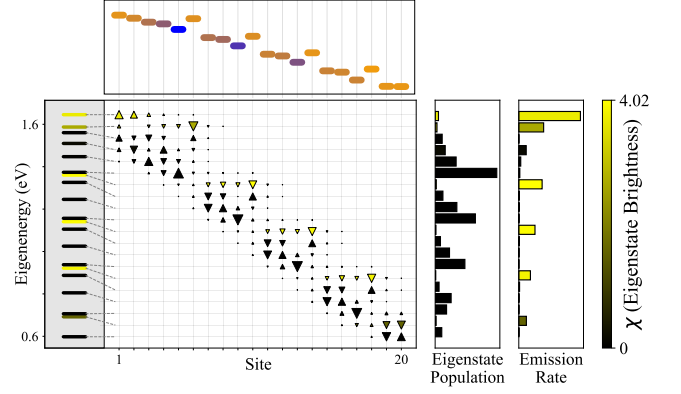 4.02
1.6
Eigenenergy (eV)
0.6
1
Site
20
Eigenstate
Population
Emission
Rate
0
χ (Eigenstate Brightness)